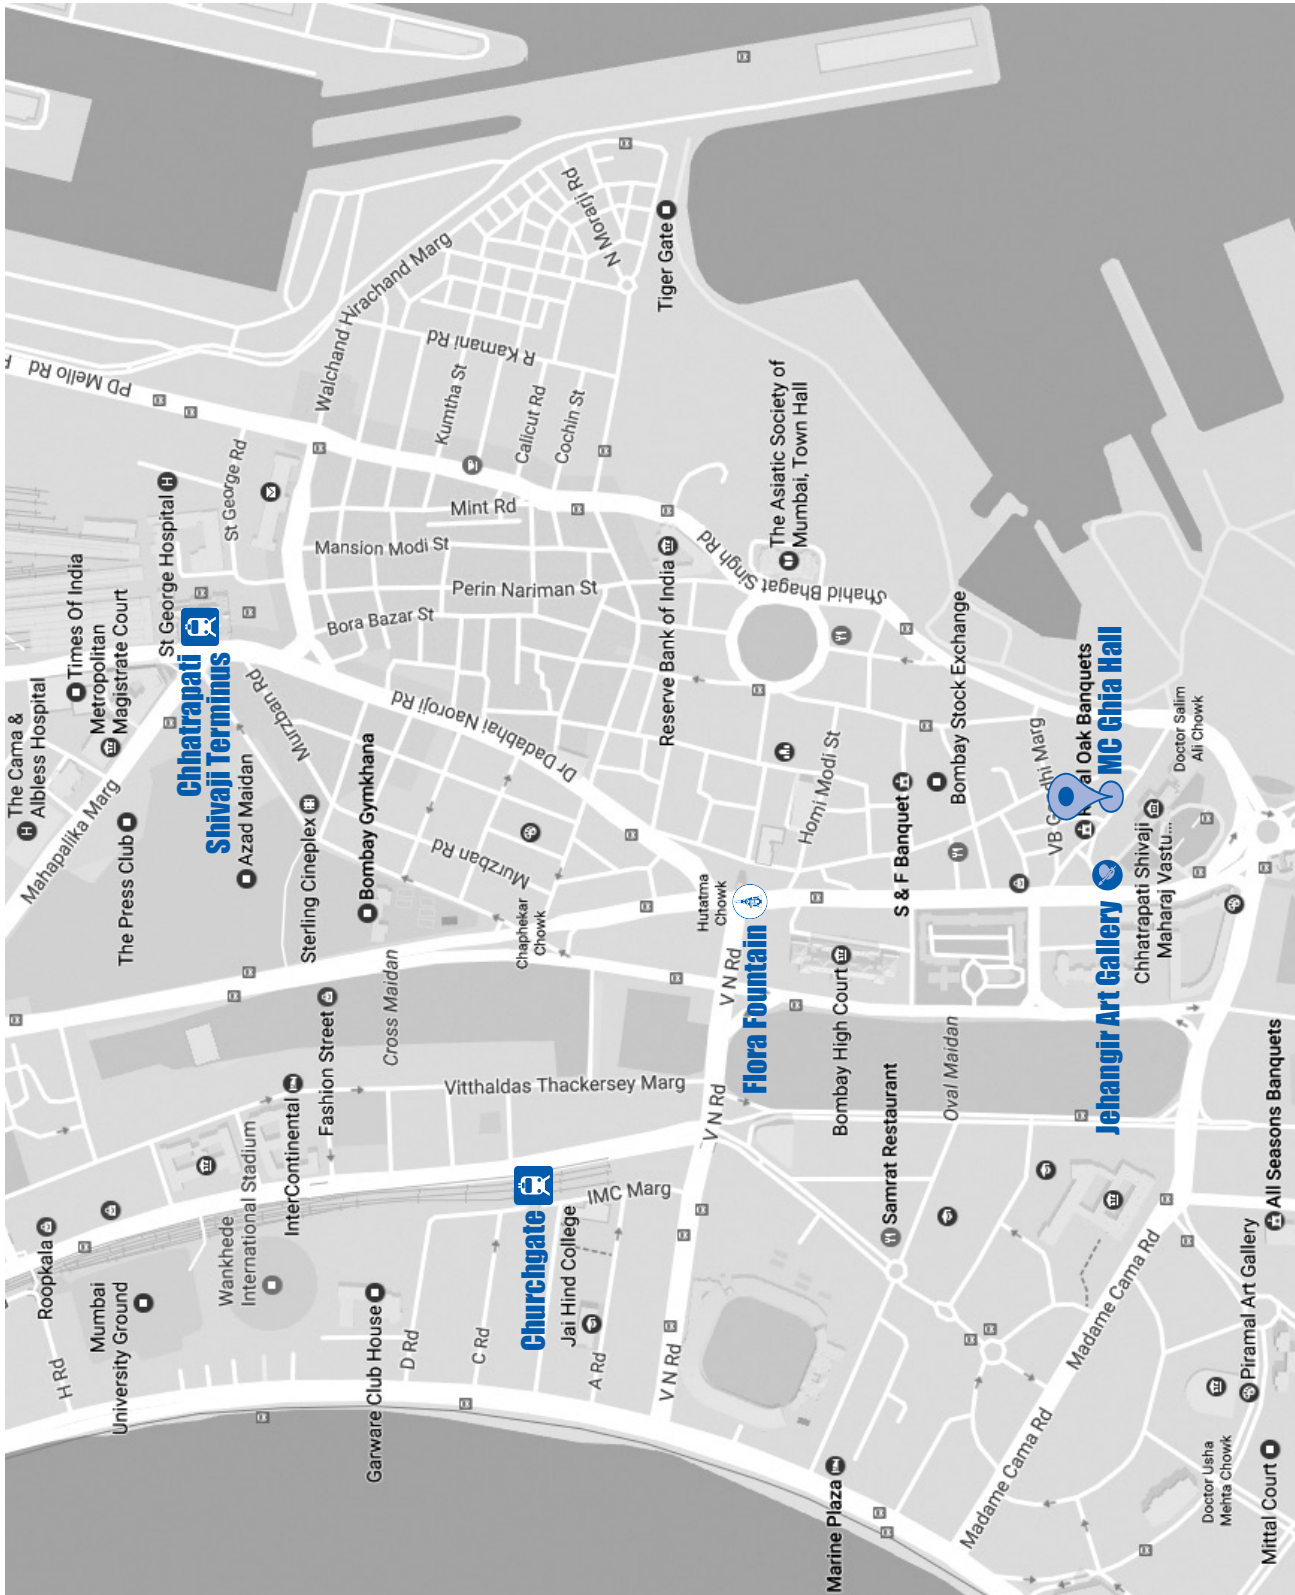 PD Mello Rd
P
Walchand Hirachand Marg
N Morarji Rd
Tiger Gate
R Kamani Rd
Kumtha St
Calicut Rd
Cochin St
St George Rd
St George Hospital
Mint Rd
Mansion Modi St
Perin Nariman St
Bora Bazar St
The Asiatic Society of
Mumbai, Town Hall
Shahid Bhagat Singh Rd
Reserve Bank of India
Times Of India
Metropolitan
Magistrate Court
The Cama &
Albless Hospital
Chhatrapati
Shivaji Terminus
Mahapalika Marg
The Press Club
Azad Maidan
Murzban Rd
Dr Dadabhai Naoroji Rd
Sterling Cineplex
Bombay Gymkhana
Murzban Rd
Chaphekar
Chowk
Hutatma
Chowk
Homi Modi St
Bombay Stock Exchange
S & F Banquet
VB Gandhi Marg
MC Ghia Hall
Doctor Salim
Ali Chowk
Chhatrapati Shivaji
Maharaj Vastu...
Jehangir Art Gallery
Flora Fountain
V N Rd
Bombay High Court
Oval Maidan
Cross Maidan
Fashion Street
Vitthaldas Thackersey Marg
InterContinental
V N Rd
Samrat Restaurant
IMC Marg
Churchgate
Jai Hind College
Wankhede
International Stadium
Roopkala
Mumbai
University Ground
H Rd
Garware Club House
D Rd
C Rd
A Rd
V N Rd
Marine Plaza
Madame Cama Rd
Madame Cama Rd
All Seasons Banquets
Piramal Art Gallery
Doctor Usha
Mehta Chowk
Mittal Court